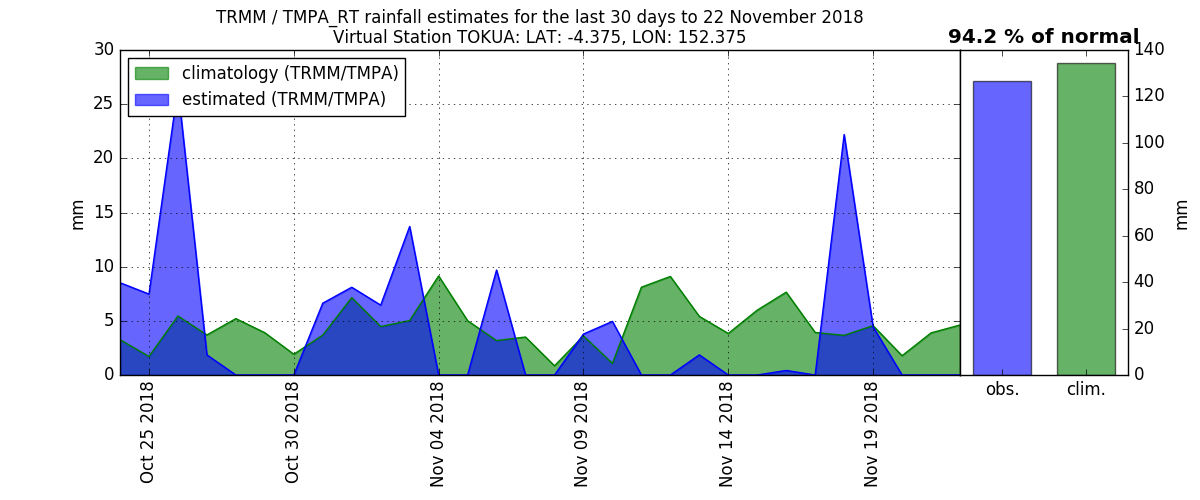 TRMM / TMPA_RT rainfall estimates for the last 30 days to 22 November 2018
Virtual Station TOKUA: LAT: -4.375, LON: 152.375
94.2 % of normal
climatology (TRMM/TMPA)
estimated (TRMM/TMPA)
30
25
20
15
10
5
0
mm
Oct 25 2018
Oct 30 2018
Nov 04 2018
Nov 09 2018
Nov 14 2018
Nov 19 2018
obs.
clim.
140
120
100
80
60
40
20
0
mm